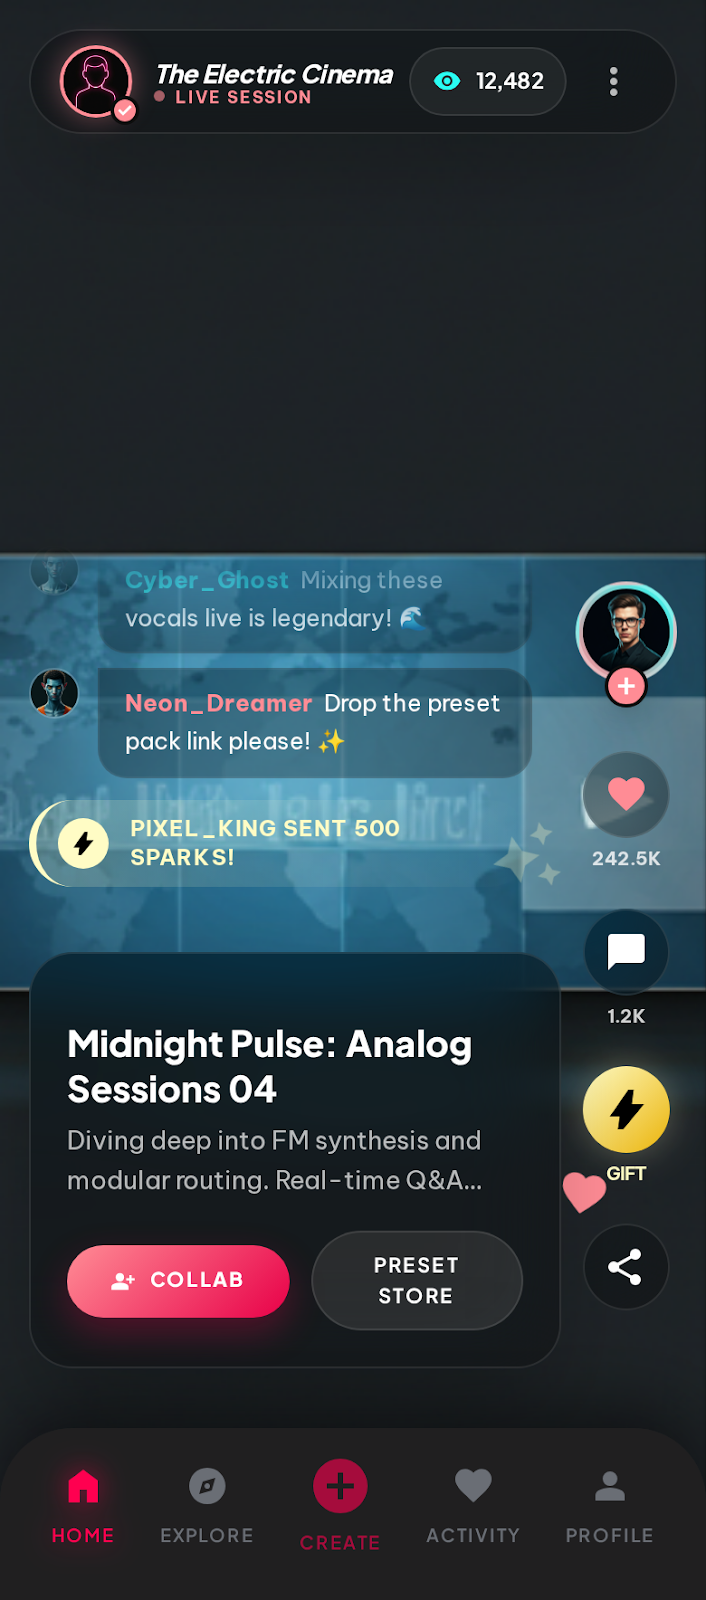 The Electric Cinema
LIVE SESSION
12,482
Cyber_Ghost Mixing these
vocals live is legendary! 🌊
Neon_Dreamer Drop the preset
pack link please! ✨
PIXEL_KING SENT 500
SPARKS!
242.5K
1.2K
Midnight Pulse: Analog
Sessions 04
Diving deep into FM synthesis and
modular routing. Real-time Q&A...
GIFT
COLLAB
PRESET
STORE
HOME
EXPLORE
CREATE
ACTIVITY
PROFILE